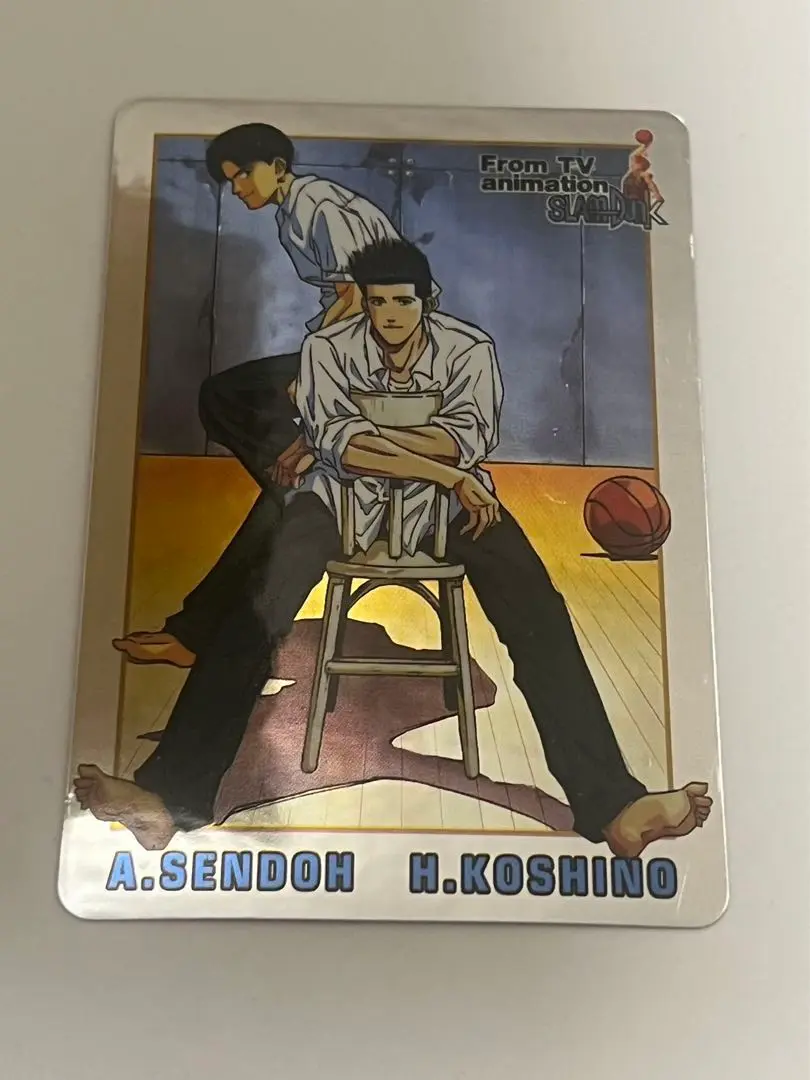 From TV
animation
SLAM DUNK
A.SENDOH H.KOSHINO